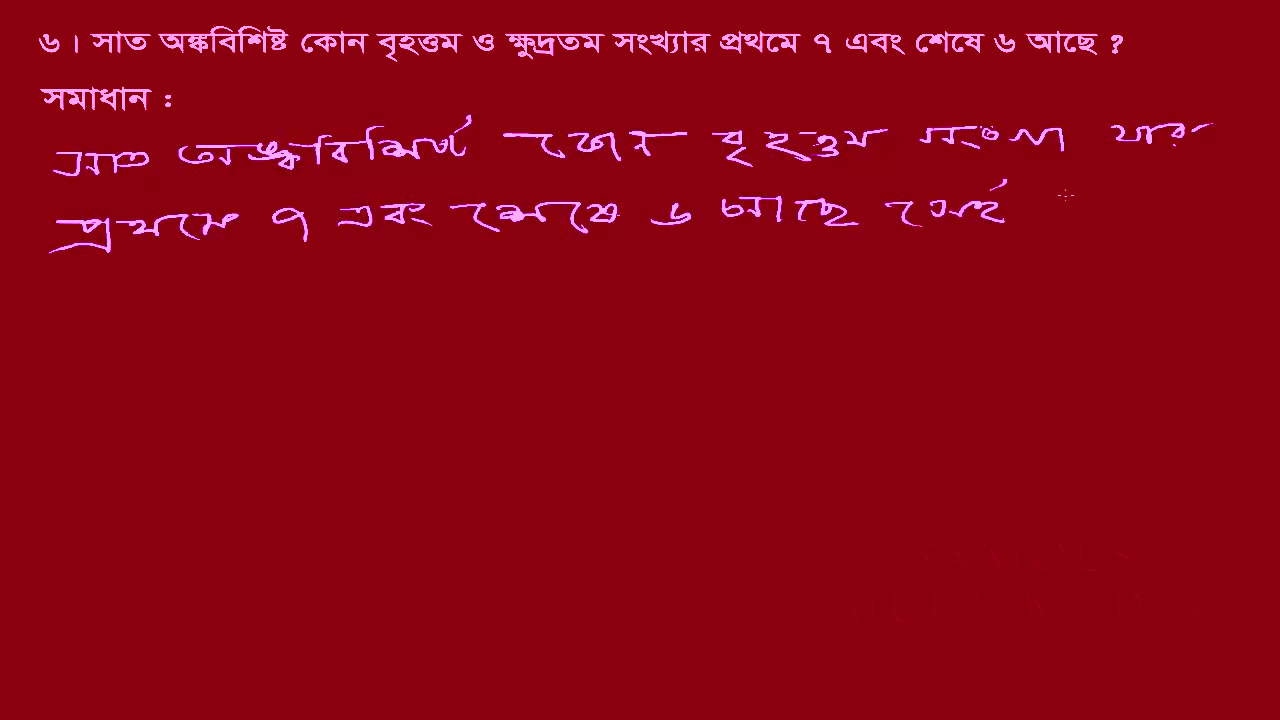 ৬। সাত অঙ্কবিশিষ্ট কোন বৃহত্তম ও ক্ষুদ্রতম সংখ্যার প্রথমে ৭ এবং শেষে ৬ আছে ?
সমাধান :
সাত অঙ্কবিশিষ্ট কোন বৃহত্তম সংখ্যা যার
প্রথমে ৭ এবং শেষে ৬ আছে সেই